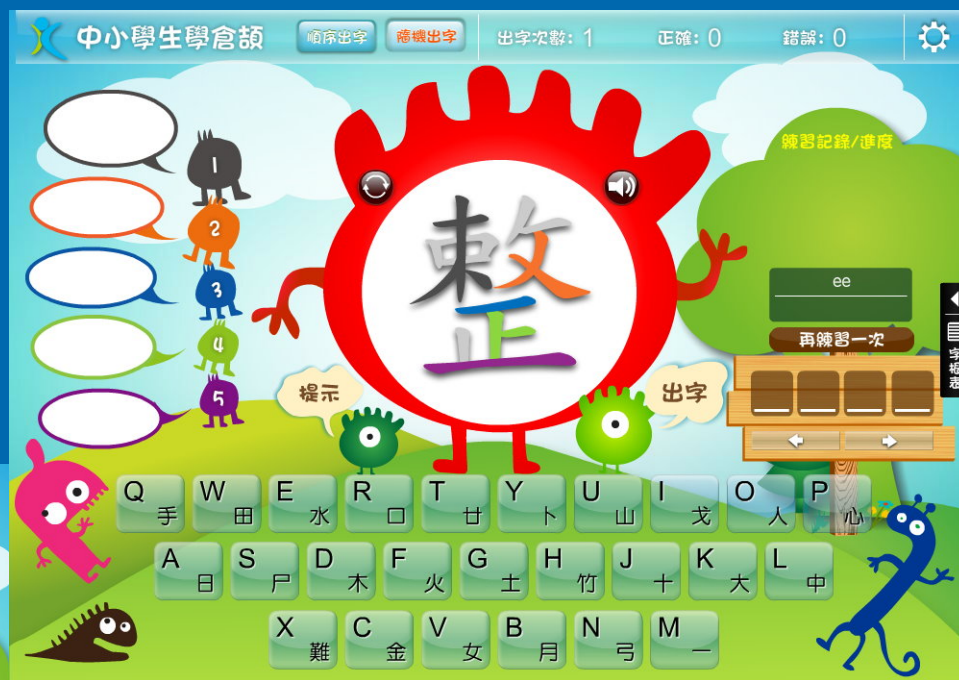 中小學生學倉頡 順序出字 隨機出字 出字次數: 1 正確: 0 錯誤: 0
練習記錄/進度
1
2
3
4
5
整
ee
再練習一次
字根表
提示
出字
Q 手 W 田 E 水 R 口 T 廿 Y 卜 U 山 I 戈 O 人 P 心
A 日 S 尸 D 木 F 火 G 土 H 竹 J 十 K 大 L 中
X 難 C 金 V 女 B 月 N 弓 M 一